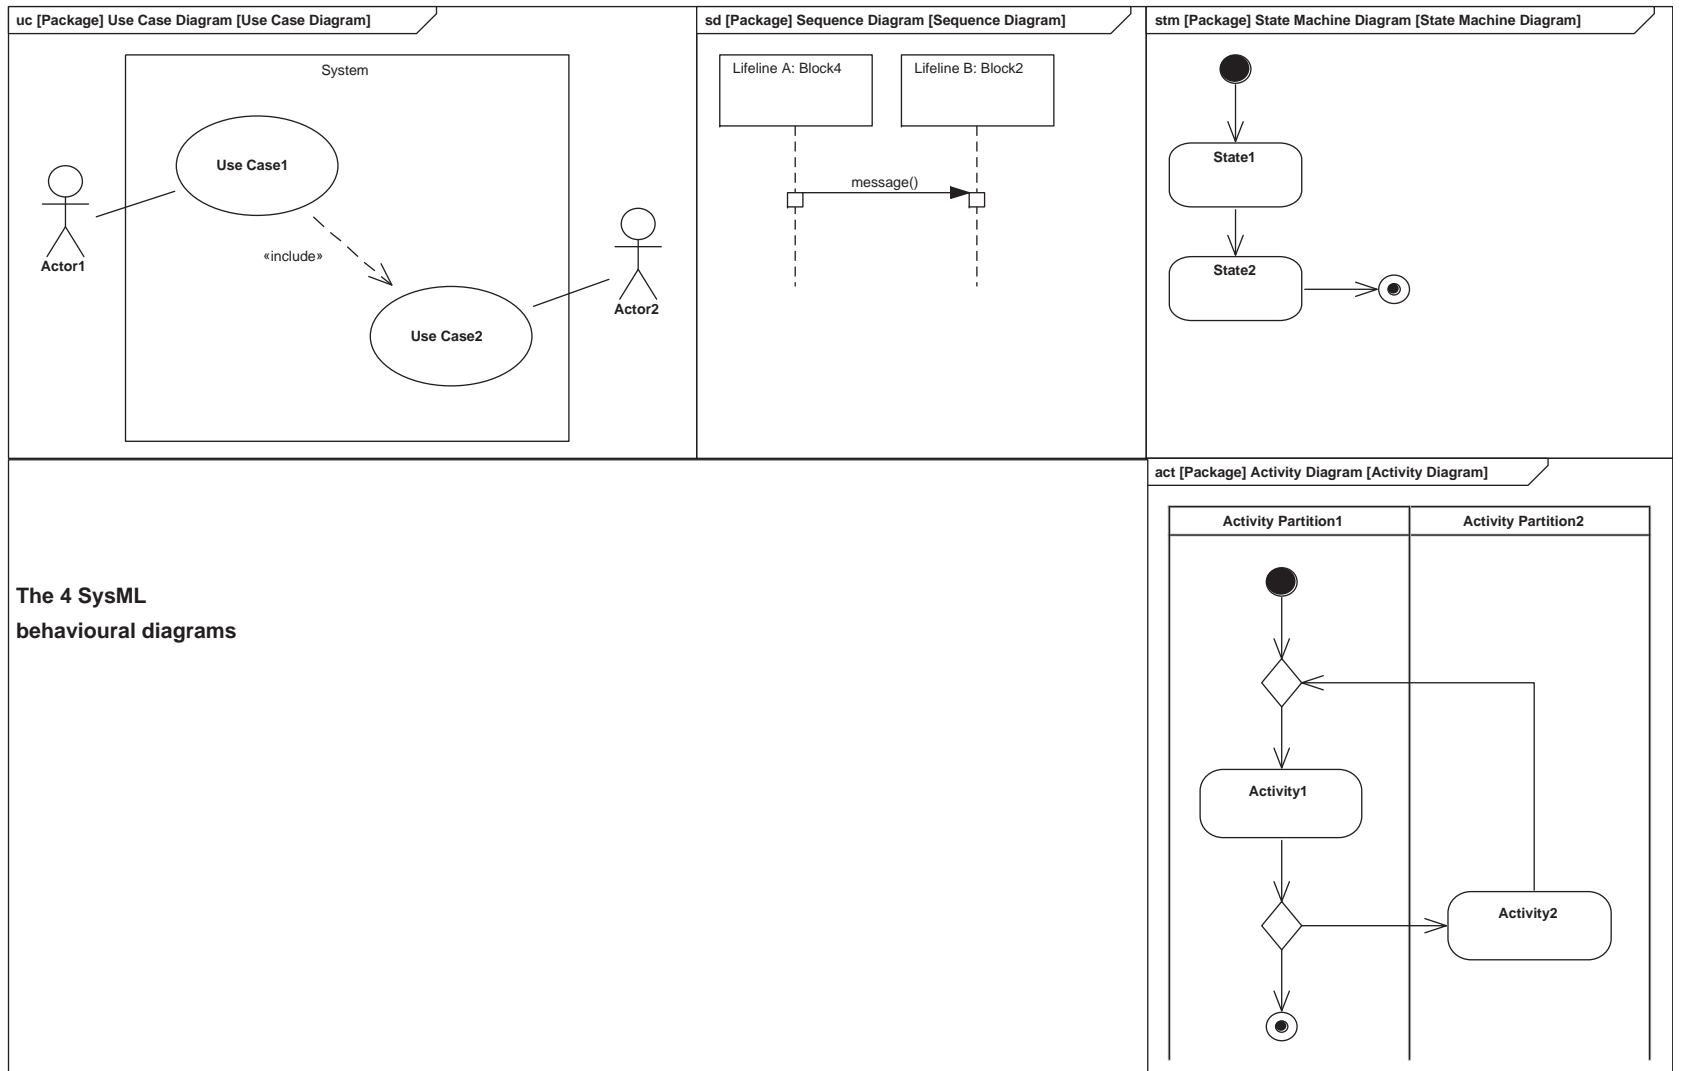 uc [Package] Use Case Diagram [Use Case Diagram]
System
Use Case1
Actor1
«include»
Use Case2
Actor2
sd [Package] Sequence Diagram [Sequence Diagram]
Lifeline A: Block4
Lifeline B: Block2
message()
stm [Package] State Machine Diagram [State Machine Diagram]
State1
State2
The 4 SysML
behavioural diagrams
act [Package] Activity Diagram [Activity Diagram]
Activity Partition1
Activity Partition2
Activity1
Activity2